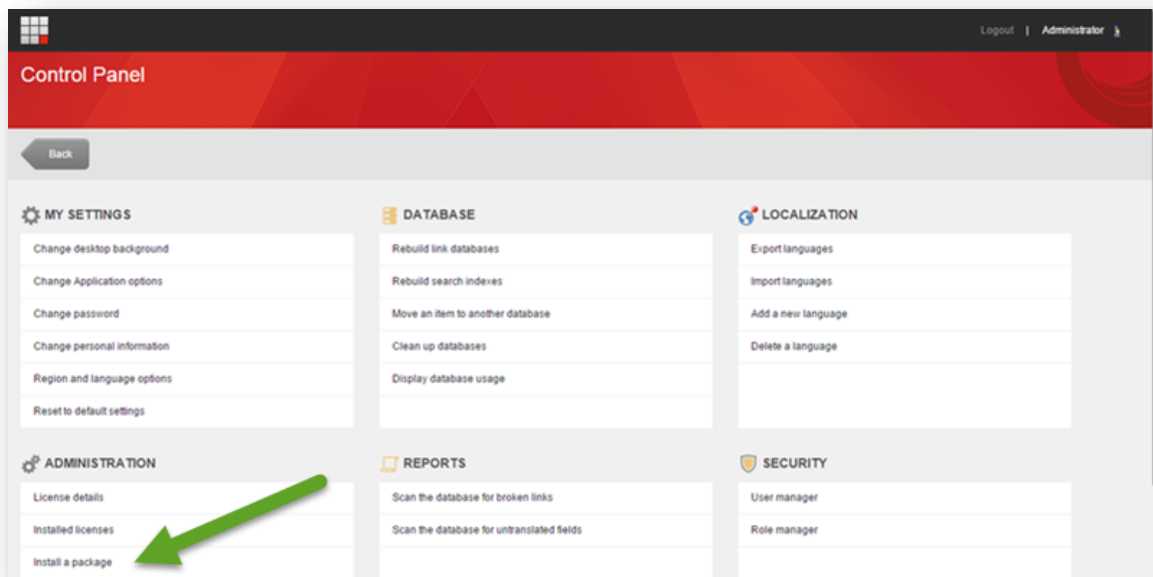 Logout | Administrator
Control Panel
Back
MY SETTINGS
Change desktop background
Change Application options
Change password
Change personal information
Region and language options
Reset to default settings
DATABASE
Rebuild link databases
Rebuild search indexes
Move an item to another database
Clean up databases
Display database usage
LOCALIZATION
Export languages
Import languages
Add a new language
Delete a language
ADMINISTRATION
License details
Installed licenses
Install a package
REPORTS
Scan the database for broken links
Scan the database for untranslated fields
SECURITY
User manager
Role manager